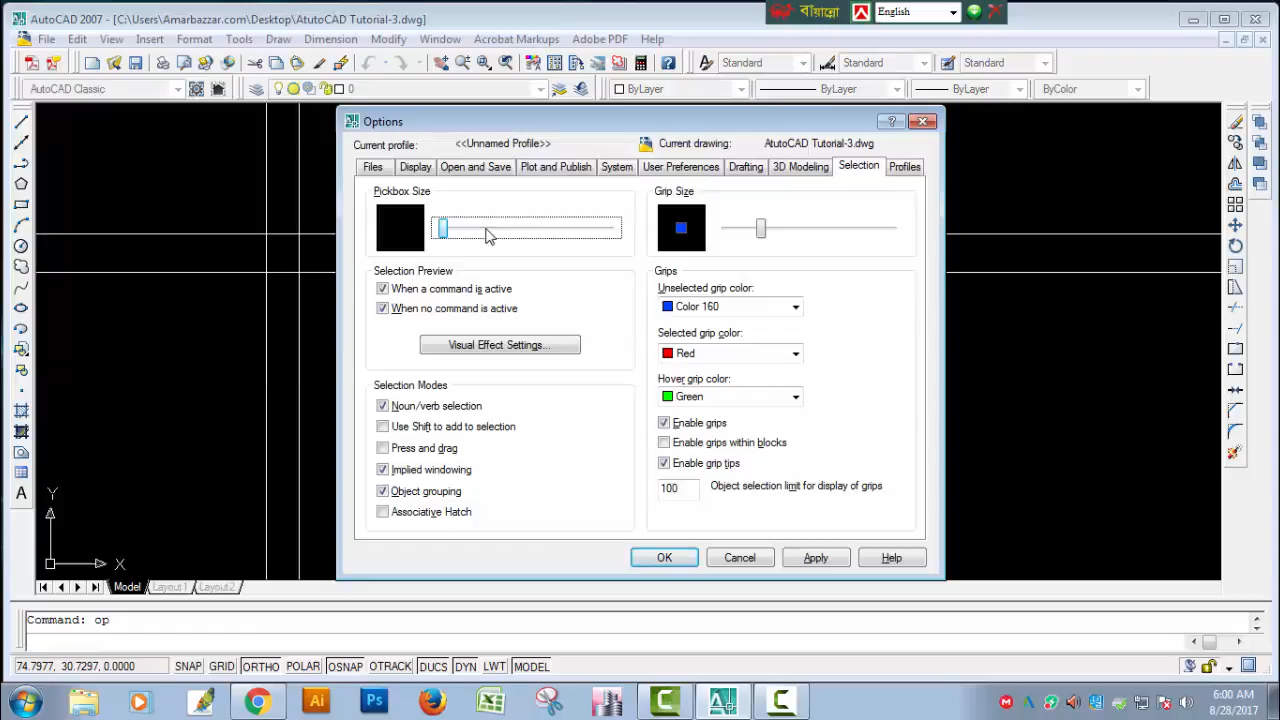 AutoCAD 2007 - [C:\Users\Amarbazzar.com\Desktop\AtutoCAD Tutorial-3.dwg]
বাঁয়ান্নো
English
File Edit View Insert Format Tools Draw Dimension Modify Window Acrobat Markups Adobe PDF Help
Standard Standard Standard
AutoCAD Classic 0 ByLayer ByLayer ByLayer ByColor
Options
Current profile: <<Unnamed Profile>> Current drawing: AtutoCAD Tutorial-3.dwg
Files Display Open and Save Plot and Publish System User Preferences Drafting 3D Modeling Selection Profiles
Pickbox Size
Grip Size
Selection Preview
When a command is active
When no command is active
Visual Effect Settings...
Selection Modes
Noun/verb selection
Use Shift to add to selection
Press and drag
Implied windowing
Object grouping
Associative Hatch
Grips
Unselected grip color:
Color 160
Selected grip color:
Red
Hover grip color:
Green
Enable grips
Enable grips within blocks
Enable grip tips
100 Object selection limit for display of grips
OK Cancel Apply Help
Y
X
A
Model Layout1 Layout2
Command: op
74.7977, 30.7297, 0.0000 SNAP GRID ORTHO POLAR OSNAP OTRACK DUCS DYN LWT MODEL
Ai Ps
6:00 AM
8/28/2017